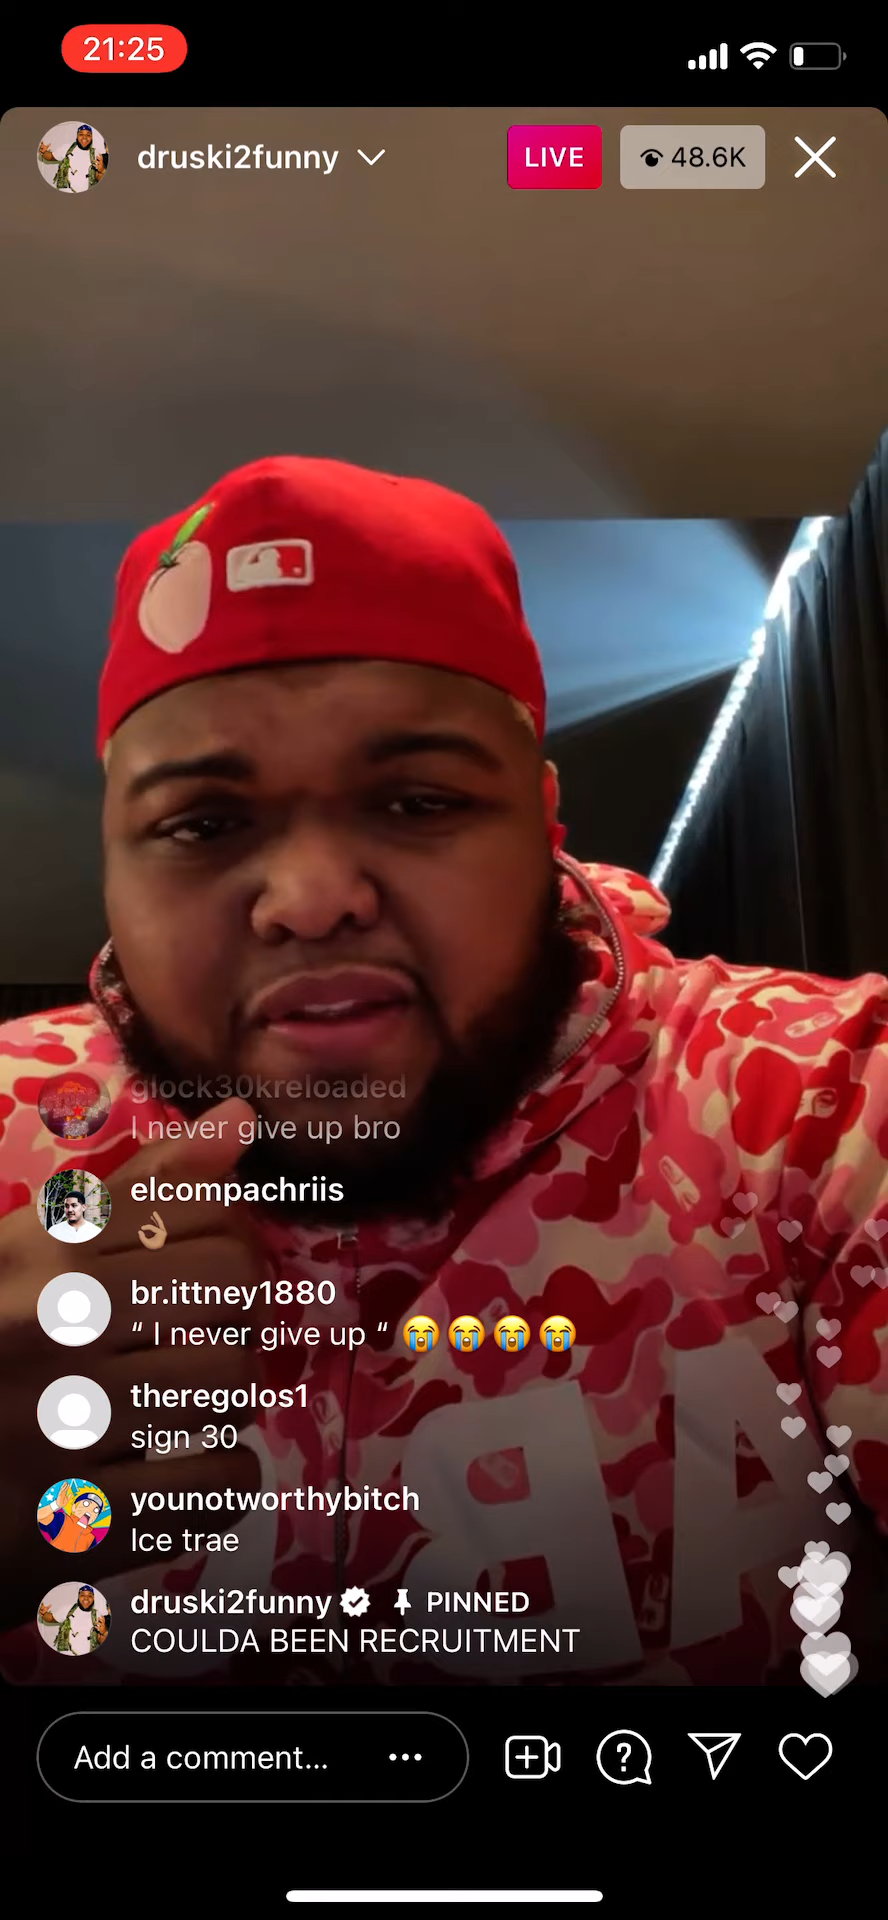 21:25
druski2funny
LIVE
48.6K
glock30kreloaded
I never give up bro
elcompachriis
👌🏼
br.ittney1880
“ I never give up “ 😭😭😭😭
theregolos1
sign 30
younotworthybitch
Ice trae
druski2funny PINNED
COULDA BEEN RECRUITMENT
Add a comment...